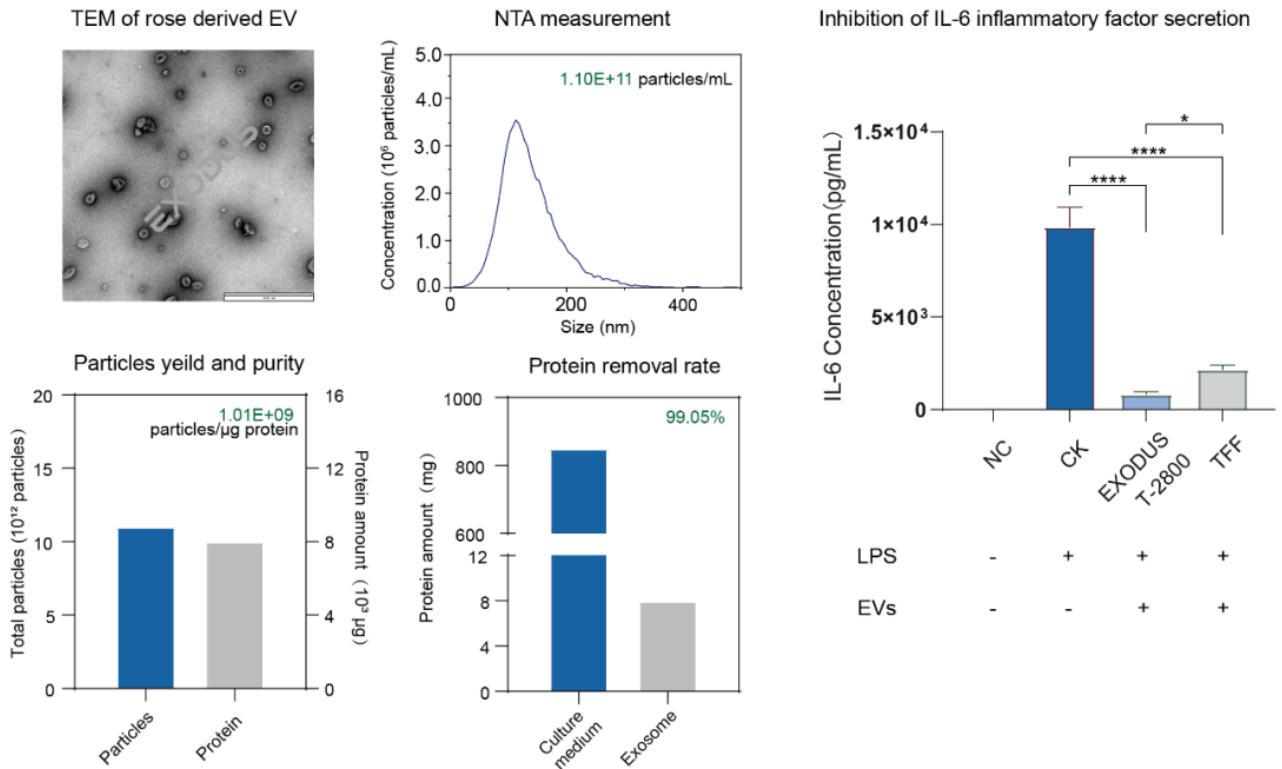 TEM of rose derived EV
EXODUS
NTA measurement
1.10E+11 particles/mL
Concentration (10⁶ particles/mL)
5.0
4.0
3.0
2.0
1.0
0.0
0
200
400
Size (nm)
Inhibition of IL-6 inflammatory factor secretion
IL-6 Concentration(pg/mL)
1.5×10⁴
1×10⁴
5×10³
0
*
****
****
NC
CK
EXODUS
T-2800
TFF
LPS - + + +
EVs - - + +
Particles yeild and purity
1.01E+09
particles/µg protein
Total particles (10¹² particles)
20
15
10
5
0
Protein amount (10³ µg)
16
12
8
4
0
Particles
Protein
Protein removal rate
99.05%
Protein amount (mg)
1000
800
600
12
8
4
0
Culture
medium
Exosome